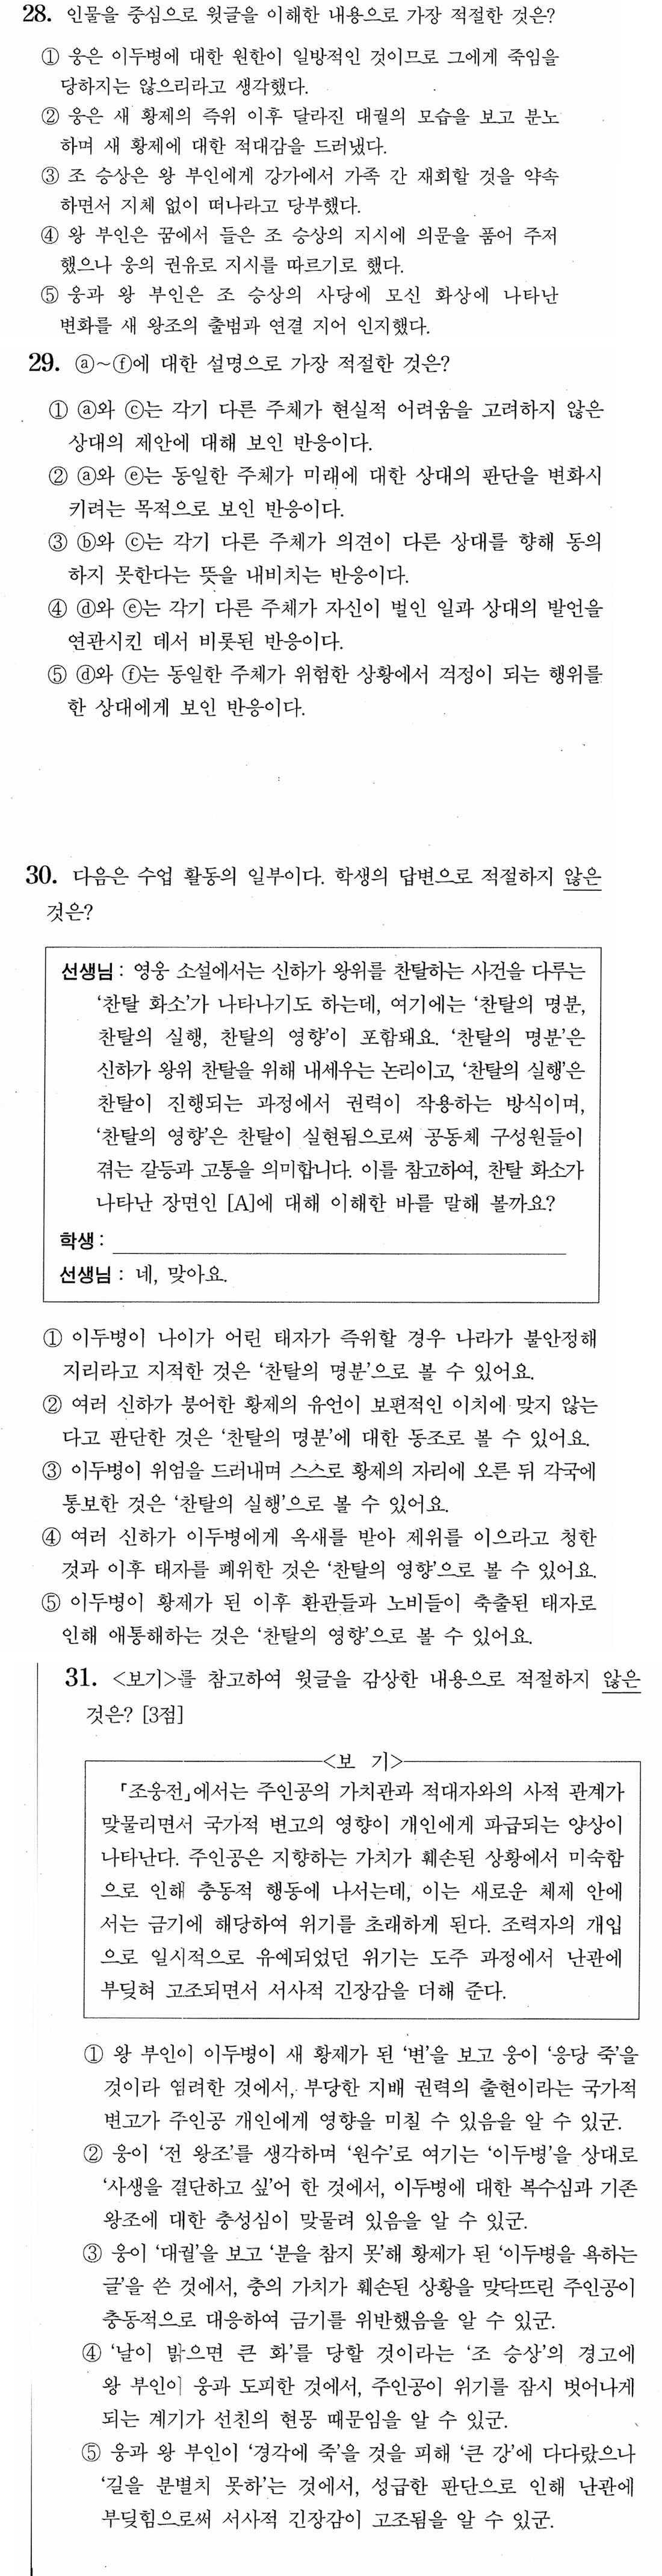 28. 인물을 중심으로 윗글을 이해한 내용으로 가장 적절한 것은?
① 웅은 이두병에 대한 원한이 일방적인 것이므로 그에게 죽임을
당하지는 않으리라고 생각했다.
② 웅은 새 황제의 즉위 이후 달라진 대궐의 모습을 보고 분노
하며 새 황제에 대한 적대감을 드러냈다.
③ 조 승상은 왕 부인에게 강가에서 가족 간 재회할 것을 약속
하면서 지체 없이 떠나라고 당부했다.
④ 왕 부인은 꿈에서 들은 조 승상의 지시에 의문을 품어 주저
했으나 웅의 권유로 지시를 따르기로 했다.
⑤ 웅과 왕 부인은 조 승상의 사당에 모신 화상에 나타난
변화를 새 왕조의 출범과 연결 지어 인지했다.
29. ⓐ~ⓕ에 대한 설명으로 가장 적절한 것은?
① ⓐ와 ⓒ는 각기 다른 주체가 현실적 어려움을 고려하지 않은
상대의 제안에 대해 보인 반응이다.
② ⓐ와 ⓔ는 동일한 주체가 미래에 대한 상대의 판단을 변화시
키려는 목적으로 보인 반응이다.
③ ⓑ와 ⓒ는 각기 다른 주체가 의견이 다른 상대를 향해 동의
하지 못한다는 뜻을 내비치는 반응이다.
④ ⓓ와 ⓔ는 각기 다른 주체가 자신이 벌인 일과 상대의 발언을
연관시킨 데서 비롯된 반응이다.
⑤ ⓓ와 ⓕ는 동일한 주체가 위험한 상황에서 걱정이 되는 행위를
한 상대에게 보인 반응이다.
30. 다음은 수업 활동의 일부이다. 학생의 답변으로 적절하지 않은
것은?
선생님 : 영웅 소설에서는 신하가 왕위를 찬탈하는 사건을 다루는
‘찬탈 화소’가 나타나기도 하는데, 여기에는 ‘찬탈의 명분,
찬탈의 실행, 찬탈의 영향’이 포함돼요. ‘찬탈의 명분’은
신하가 왕위 찬탈을 위해 내세우는 논리이고, ‘찬탈의 실행’은
찬탈이 진행되는 과정에서 권력이 작용하는 방식이며,
‘찬탈의 영향’은 찬탈이 실현됨으로써 공동체 구성원들이
겪는 갈등과 고통을 의미합니다. 이를 참고하여, 찬탈 화소가
나타난 장면인 [A]에 대해 이해한 바를 말해 볼까요?
학생 :
선생님 : 네, 맞아요.
① 이두병이 나이가 어린 태자가 즉위할 경우 나라가 불안정해
지리라고 지적한 것은 ‘찬탈의 명분’으로 볼 수 있어요.
② 여러 신하가 붕어한 황제의 유언이 보편적인 이치에 맞지 않는
다고 판단한 것은 ‘찬탈의 명분’에 대한 동조로 볼 수 있어요.
③ 이두병이 위엄을 드러내며 스스로 황제의 자리에 오른 뒤 각국에
통보한 것은 ‘찬탈의 실행’으로 볼 수 있어요.
④ 여러 신하가 이두병에게 옥새를 받아 제위를 이으라고 청한
것과 이후 태자를 폐위한 것은 ‘찬탈의 영향’으로 볼 수 있어요.
⑤ 이두병이 황제가 된 이후 환관들과 노비들이 축출된 태자로
인해 애통해하는 것은 ‘찬탈의 영향’으로 볼 수 있어요.
31. <보기>를 참고하여 윗글을 감상한 내용으로 적절하지 않은
것은? [3점]
<보 기>
「조웅전」에서는 주인공의 가치관과 적대자와의 사적 관계가
맞물리면서 국가적 변고의 영향이 개인에게 파급되는 양상이
나타난다. 주인공은 지향하는 가치가 훼손된 상황에서 미숙함
으로 인해 충동적 행동에 나서는데, 이는 새로운 체제 안에
서는 금기에 해당하여 위기를 초래하게 된다. 조력자의 개입
으로 일시적으로 유예되었던 위기는 도주 과정에서 난관에
부딪혀 고조되면서 서사적 긴장감을 더해 준다.
① 왕 부인이 이두병이 새 황제가 된 ‘변’을 보고 웅이 ‘응당 죽’을
것이라 염려한 것에서, 부당한 지배 권력의 출현이라는 국가적
변고가 주인공 개인에게 영향을 미칠 수 있음을 알 수 있군.
② 웅이 ‘전 왕조’를 생각하며 ‘원수’로 여기는 ‘이두병’을 상대로
‘사생을 결단하고 싶’어 한 것에서, 이두병에 대한 복수심과 기존
왕조에 대한 충성심이 맞물려 있음을 알 수 있군.
③ 웅이 ‘대궐’을 보고 ‘분을 참지 못’해 황제가 된 ‘이두병을 욕하는
글’을 쓴 것에서, 충의 가치가 훼손된 상황을 맞닥뜨린 주인공이
충동적으로 대응하여 금기를 위반했음을 알 수 있군.
④ ‘날이 밝으면 큰 화’를 당할 것이라는 ‘조 승상’의 경고에
왕 부인이 웅과 도피한 것에서, 주인공이 위기를 잠시 벗어나게
되는 계기가 선친의 현몽 때문임을 알 수 있군.
⑤ 웅과 왕 부인이 ‘경각에 죽’을 것을 피해 ‘큰 강’에 다다랐으나
‘길을 분별치 못하’는 것에서, 성급한 판단으로 인해 난관에
부딪힘으로써 서사적 긴장감이 고조됨을 알 수 있군.